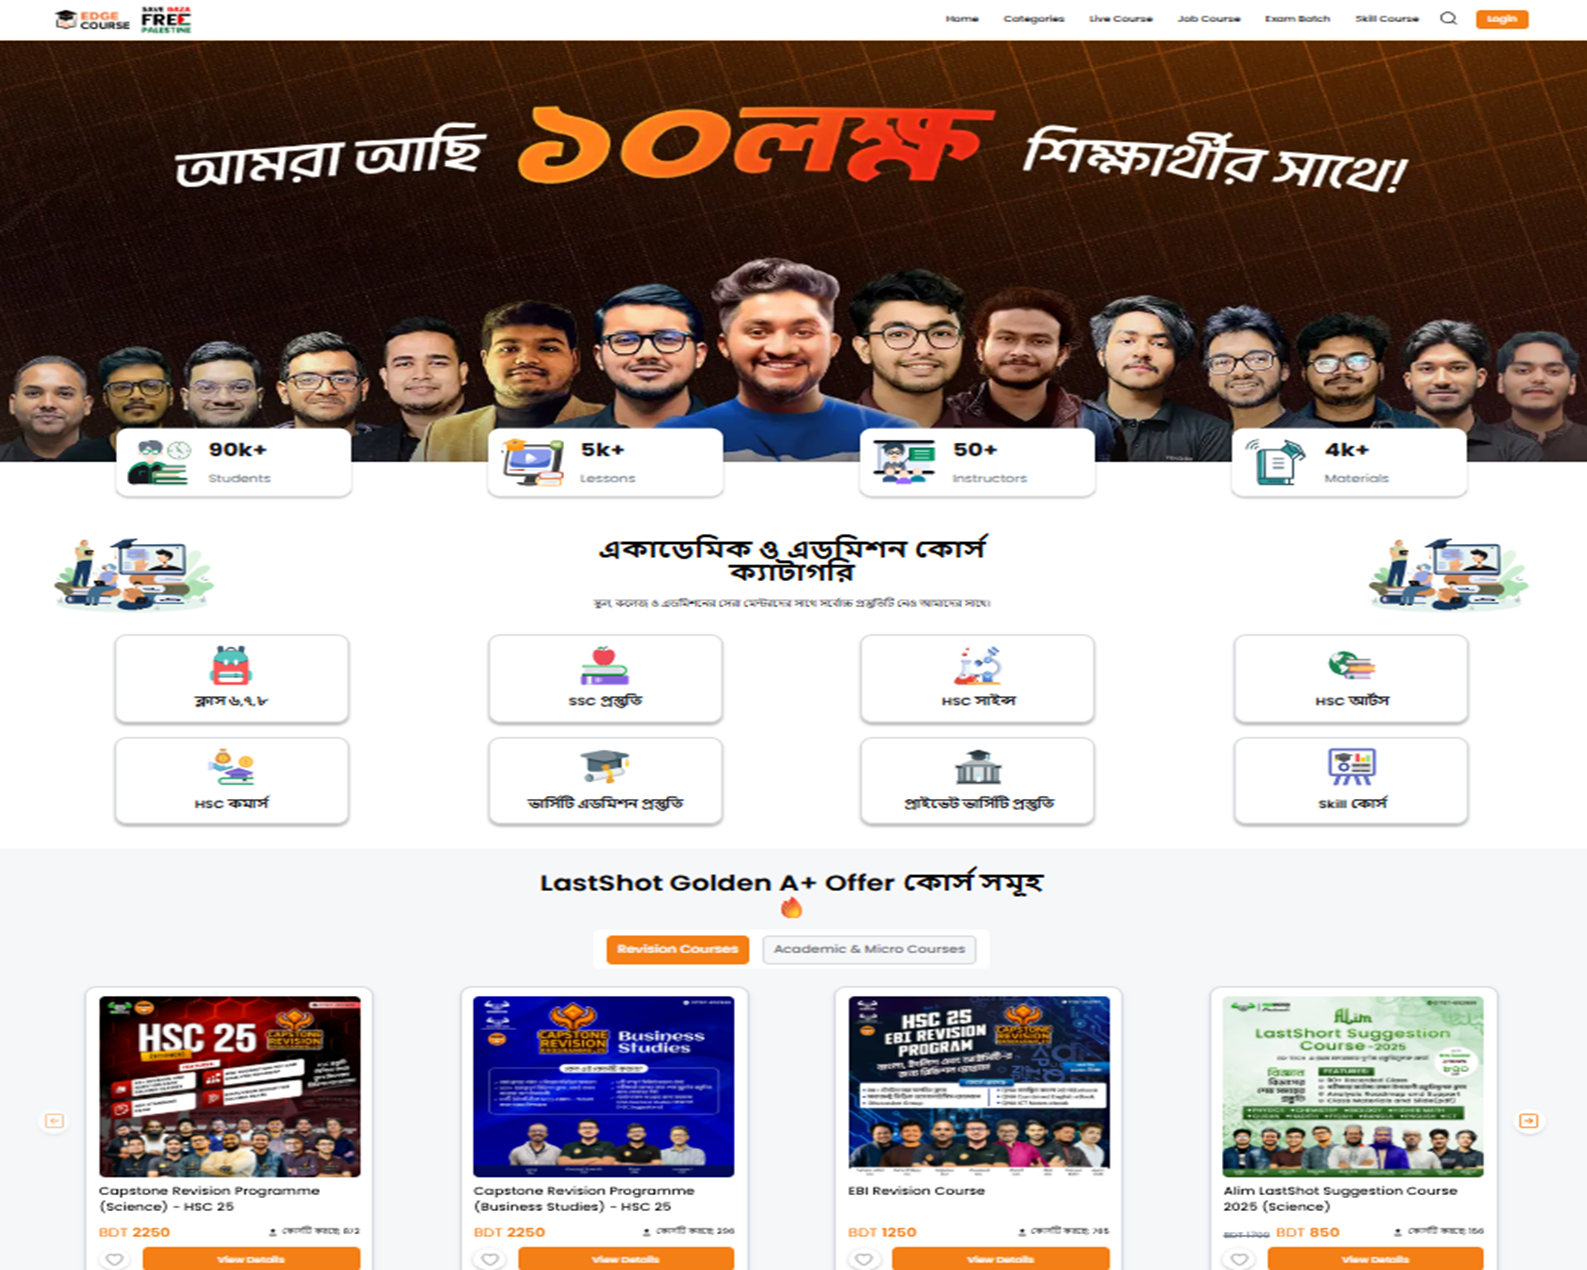 EDGE
COURSE
SAVE GAZA
FREE
PALESTINE
Home
Categories
Live Course
Job Course
Exam Batch
Skill Course
Login
আমরা আছি ১০লক্ষ শিক্ষার্থীর সাথে!
90k+
Students
5k+
Lessons
50+
Instructors
4k+
Materials
একাডেমিক ও এডমিশন কোর্স
ক্যাটাগরি
স্কুল, কলেজ ও এডমিশনের সেরা মেন্টরদের সাথে সর্বোচ্চ প্রস্তুতিটি নেও আমাদের সাথে।
ক্লাস ৬,৭,৮
SSC প্রস্তুতি
HSC সাইন্স
HSC আর্টস
HSC কমার্স
ভার্সিটি এডমিশন প্রস্তুতি
প্রাইভেট ভার্সিটি প্রস্তুতি
Skill কোর্স
LastShot Golden A+ Offer কোর্স সমূহ
Revision Courses
Academic & Micro Courses
HSC 25
CAPSTONE
REVISION
Capstone Revision Programme
(Science) - HSC 25
BDT 2250
কোর্সটি করছে: 872
View Details
CAPSTONE
REVISION
Business
Studies
Capstone Revision Programme
(Business Studies) - HSC 25
BDT 2250
কোর্সটি করছে: 296
View Details
HSC 25
EBI REVISION
PROGRAM
CAPSTONE
REVISION
EBI Revision Course
BDT 1250
কোর্সটি করছে: 765
View Details
Alim
LastShort Suggestion
Course -2025
FEATURES:
বিজ্ঞান
বিভাগের
শেষ সময়ের
প্রস্তুতি
Alim LastShot Suggestion Course
2025 (Science)
BDT 1700 BDT 850
কোর্সটি করছে: 156
View Details